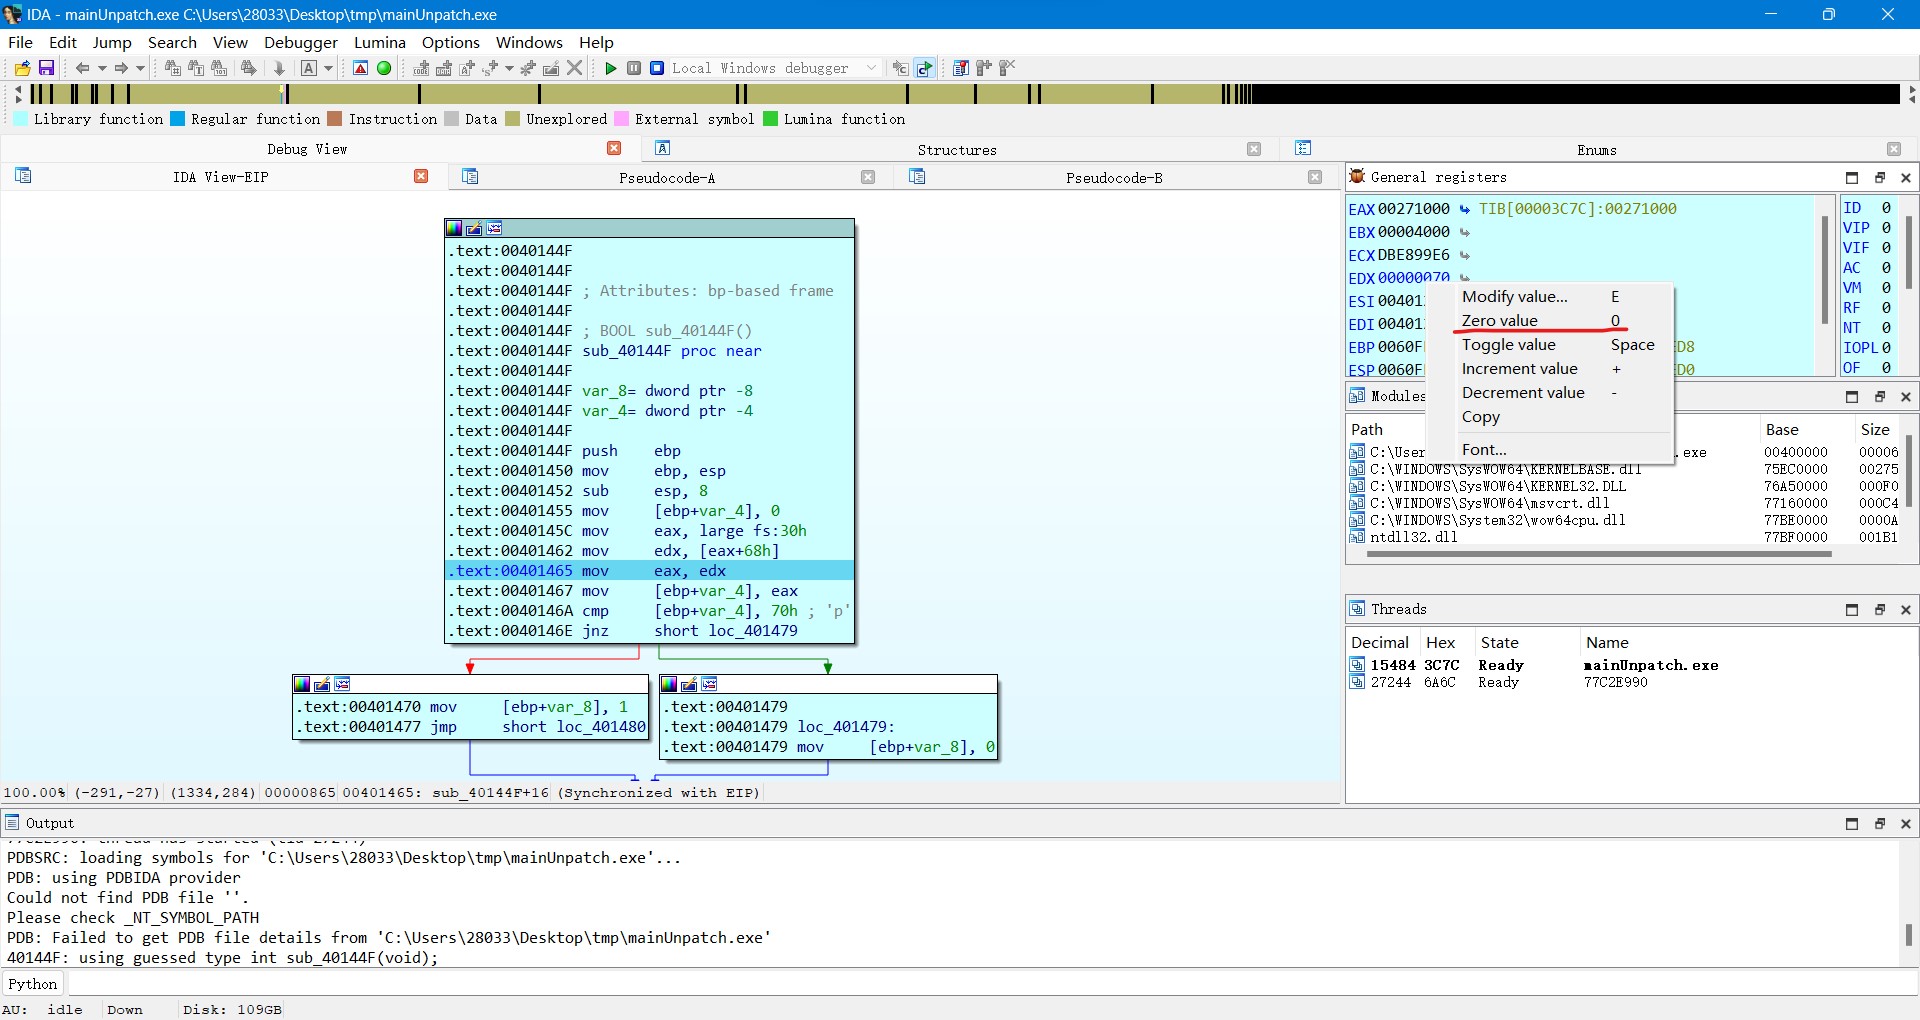 IDA - mainUnpatch.exe C:\Users\28033\Desktop\tmp\mainUnpatch.exe
File Edit Jump Search View Debugger Lumina Options Windows Help
Local Windows debugger
Library function Regular function Instruction Data Unexplored External symbol Lumina function
Debug View Structures Enums
IDA View-EIP Pseudocode-A Pseudocode-B
.text:0040144F
.text:0040144F
.text:0040144F ; Attributes: bp-based frame
.text:0040144F
.text:0040144F ; BOOL sub_40144F()
.text:0040144F sub_40144F proc near
.text:0040144F
.text:0040144F var_8= dword ptr -8
.text:0040144F var_4= dword ptr -4
.text:0040144F
.text:0040144F push ebp
.text:00401450 mov ebp, esp
.text:00401452 sub esp, 8
.text:00401455 mov [ebp+var_4], 0
.text:0040145C mov eax, large fs:30h
.text:00401462 mov edx, [eax+68h]
.text:00401465 mov eax, edx
.text:00401467 mov [ebp+var_4], eax
.text:0040146A cmp [ebp+var_4], 70h ; 'p'
.text:0040146E jnz short loc_401479
.text:00401470 mov [ebp+var_8], 1
.text:00401477 jmp short loc_401480
.text:00401479
.text:00401479 loc_401479:
.text:00401479 mov [ebp+var_8], 0
100.00% (-291,-27) (1334,284) 00000865 00401465: sub_40144F+16 (Synchronized with EIP)
General registers
EAX 00271000 TIB[00003C7C]:00271000
EBX 00004000
ECX DBE899E6
EDX 00000070
ESI 00401
EDI 00401
EBP 0060F D8
ESP 0060F D0
ID 0
VIP 0
VIF 0
AC 0
VM 0
RF 0
NT 0
IOPL 0
OF 0
Modify value... E
Zero value 0
Toggle value Space
Increment value +
Decrement value -
Copy
Font...
Modules
Path Base Size
C:\User .exe 00400000 00006
C:\WINDOWS\SysWOW64\KERNELBASE.dll 75EC0000 00275
C:\WINDOWS\SysWOW64\KERNEL32.DLL 76A50000 000F0
C:\WINDOWS\SysWOW64\msvcrt.dll 77160000 000C4
C:\WINDOWS\System32\wow64cpu.dll 77BE0000 0000A
ntdll32.dll 77BF0000 001B1
Threads
Decimal Hex State Name
15484 3C7C Ready mainUnpatch.exe
27244 6A6C Ready 77C2E990
Output
PDBSRC: loading symbols for 'C:\Users\28033\Desktop\tmp\mainUnpatch.exe'...
PDB: using PDBIDA provider
Could not find PDB file ''.
Please check _NT_SYMBOL_PATH
PDB: Failed to get PDB file details from 'C:\Users\28033\Desktop\tmp\mainUnpatch.exe'
40144F: using guessed type int sub_40144F(void);
Python
AU: idle Down Disk: 109GB